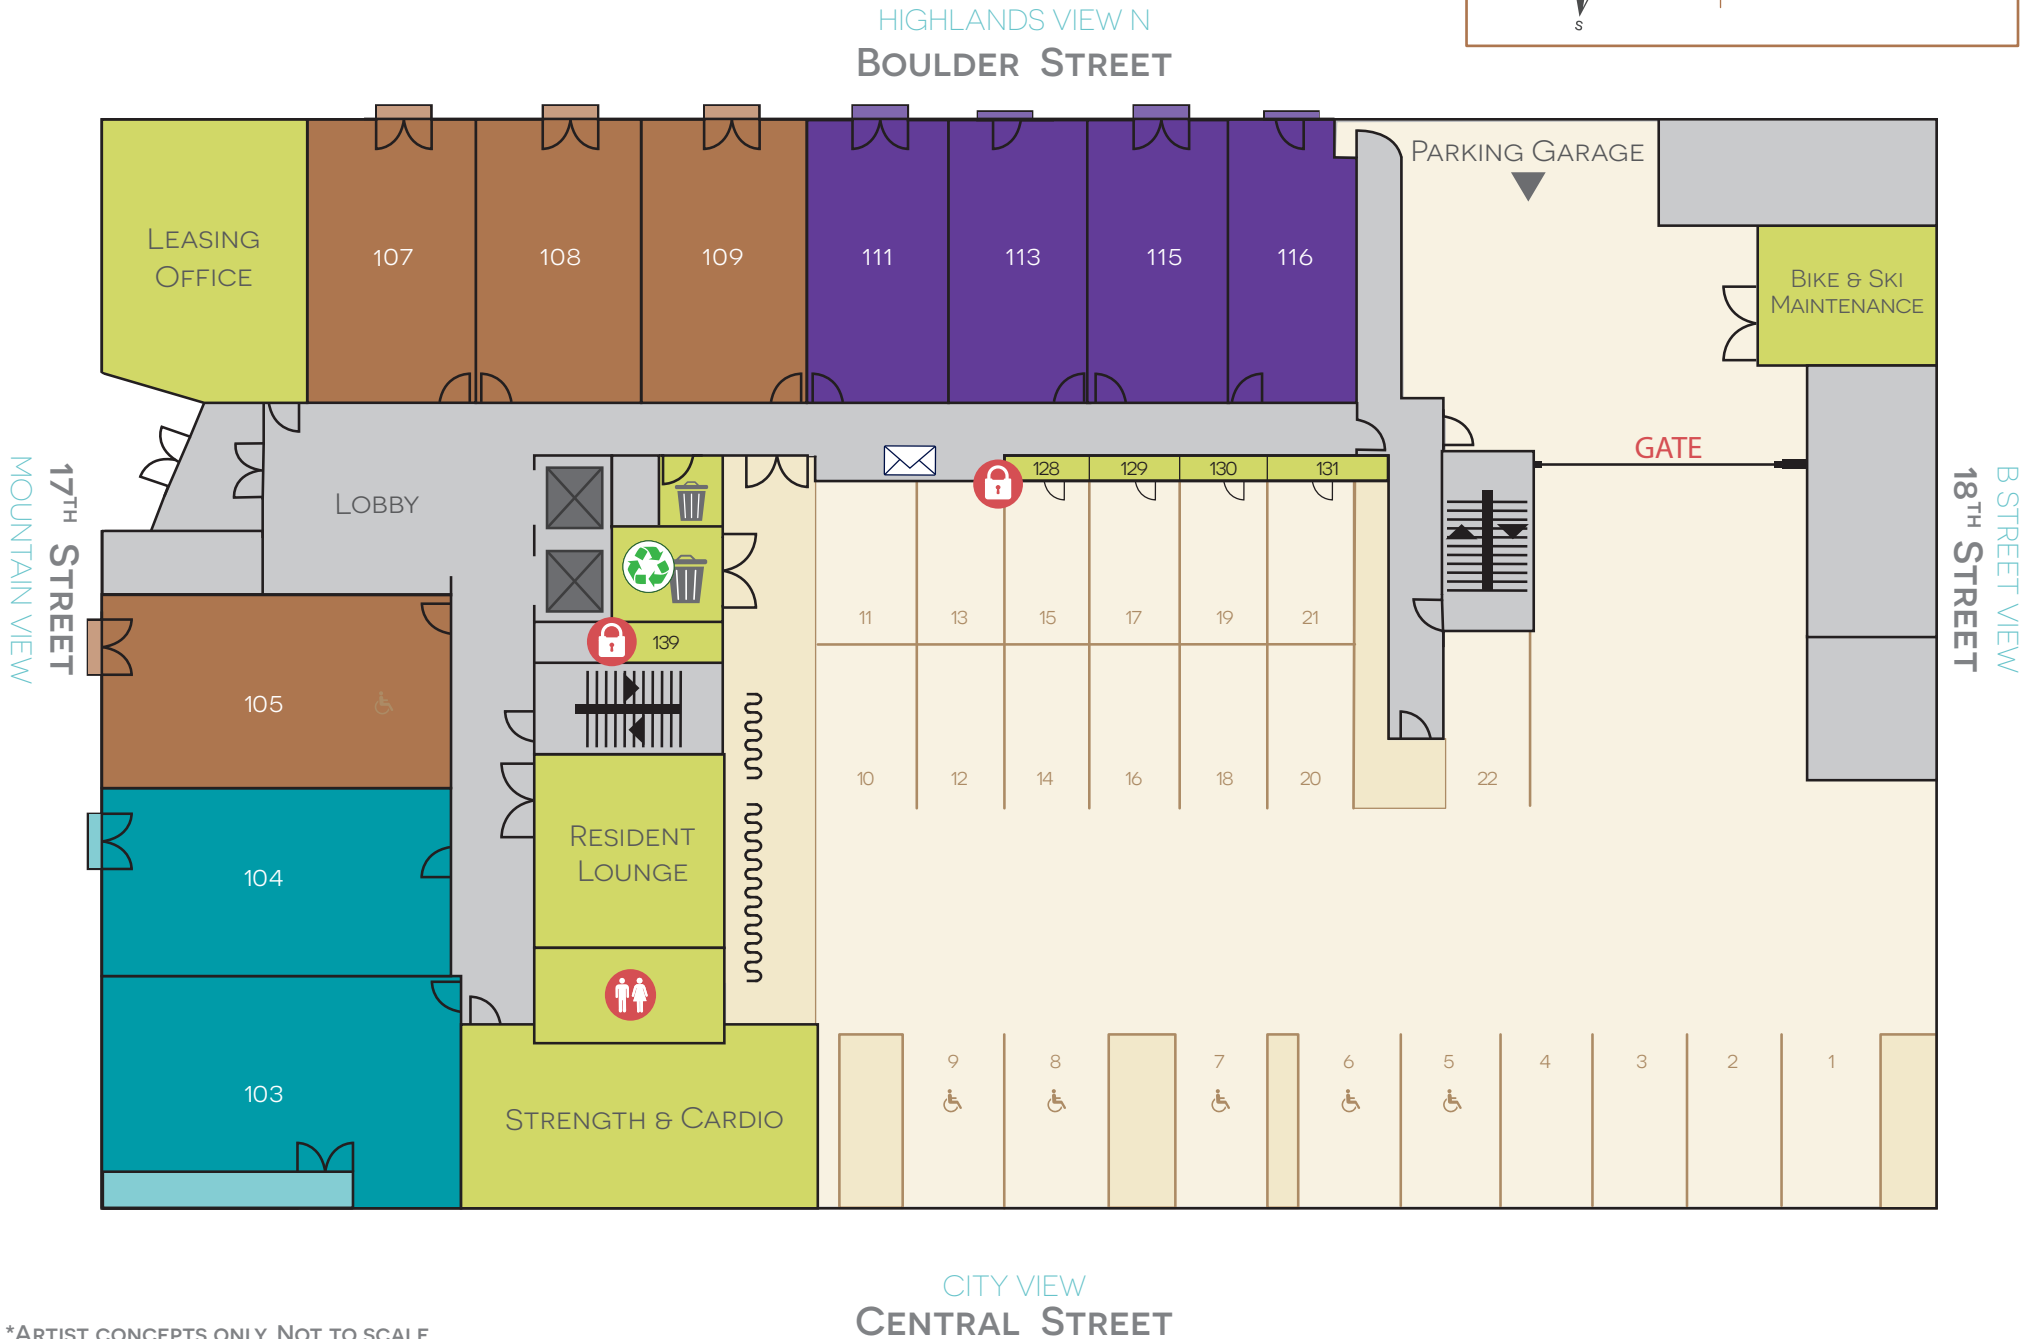 HIGHLANDS VIEW N
BOULDER STREET
S
LEASING
OFFICE
107
108
109
111
113
115
116
PARKING GARAGE
BIKE & SKI
MAINTENANCE
GATE
LOBBY
128
129
130
131
17TH STREET
MOUNTAIN VIEW
18TH STREET
B STREET VIEW
11
13
15
17
19
21
139
105
10
12
14
16
18
20
22
RESIDENT
LOUNGE
104
103
STRENGTH & CARDIO
9
8
7
6
5
4
3
2
1
CITY VIEW
CENTRAL STREET
*ARTIST CONCEPTS ONLY. NOT TO SCALE